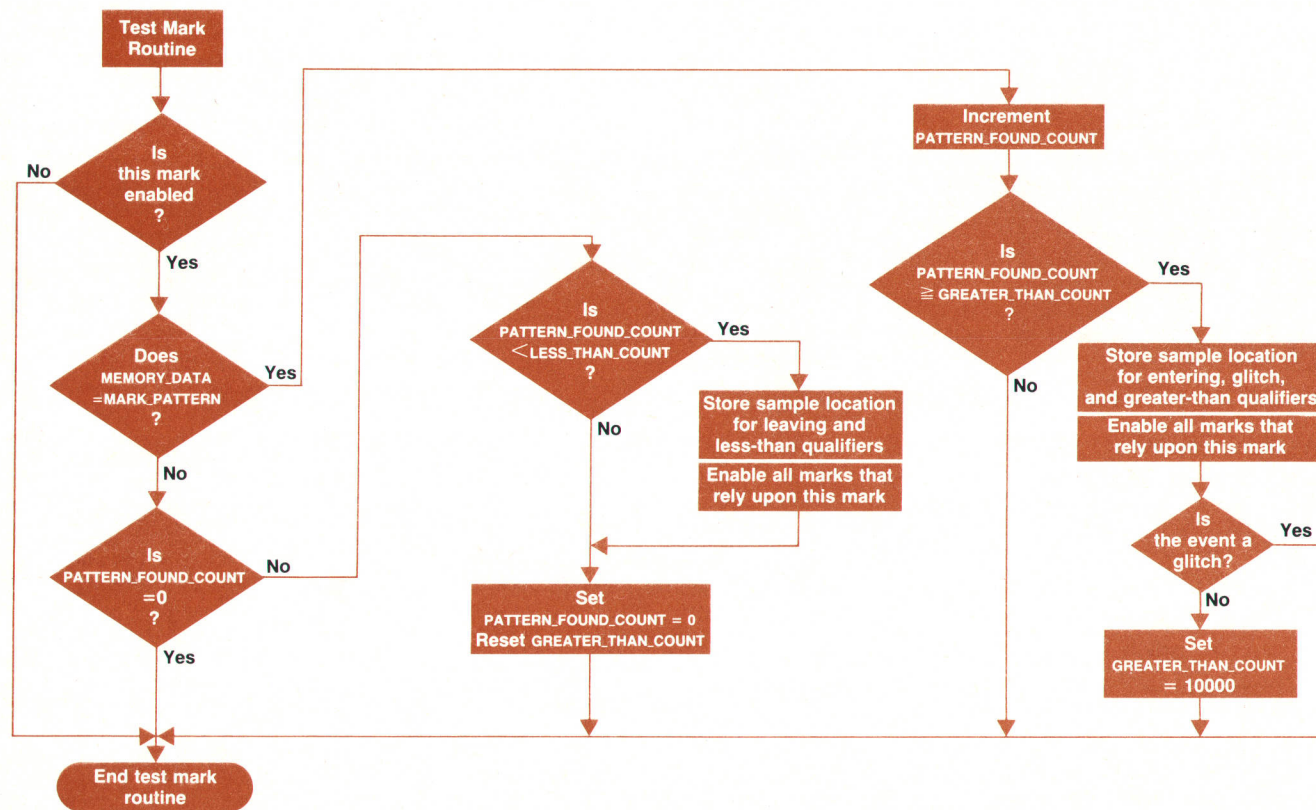 Test Mark
Routine
Is
this mark
enabled
?
No
Yes
Does
MEMORY_DATA
=MARK_PATTERN
?
Yes
No
Is
PATTERN_FOUND_COUNT
=0
?
No
Yes
End test mark
routine
Is
PATTERN_FOUND_COUNT
<LESS_THAN_COUNT
?
Yes
No
Store sample location
for leaving and
less-than qualifiers
Enable all marks that
rely upon this mark
Set
PATTERN_FOUND_COUNT = 0
Reset GREATER_THAN_COUNT
Increment
PATTERN_FOUND_COUNT
Is
PATTERN_FOUND_COUNT
≧ GREATER_THAN_COUNT
?
Yes
No
Store sample location
for entering, glitch,
and greater-than qualifiers
Enable all marks that
rely upon this mark
Is
the event a
glitch?
Yes
No
Set
GREATER_THAN_COUNT
= 10000